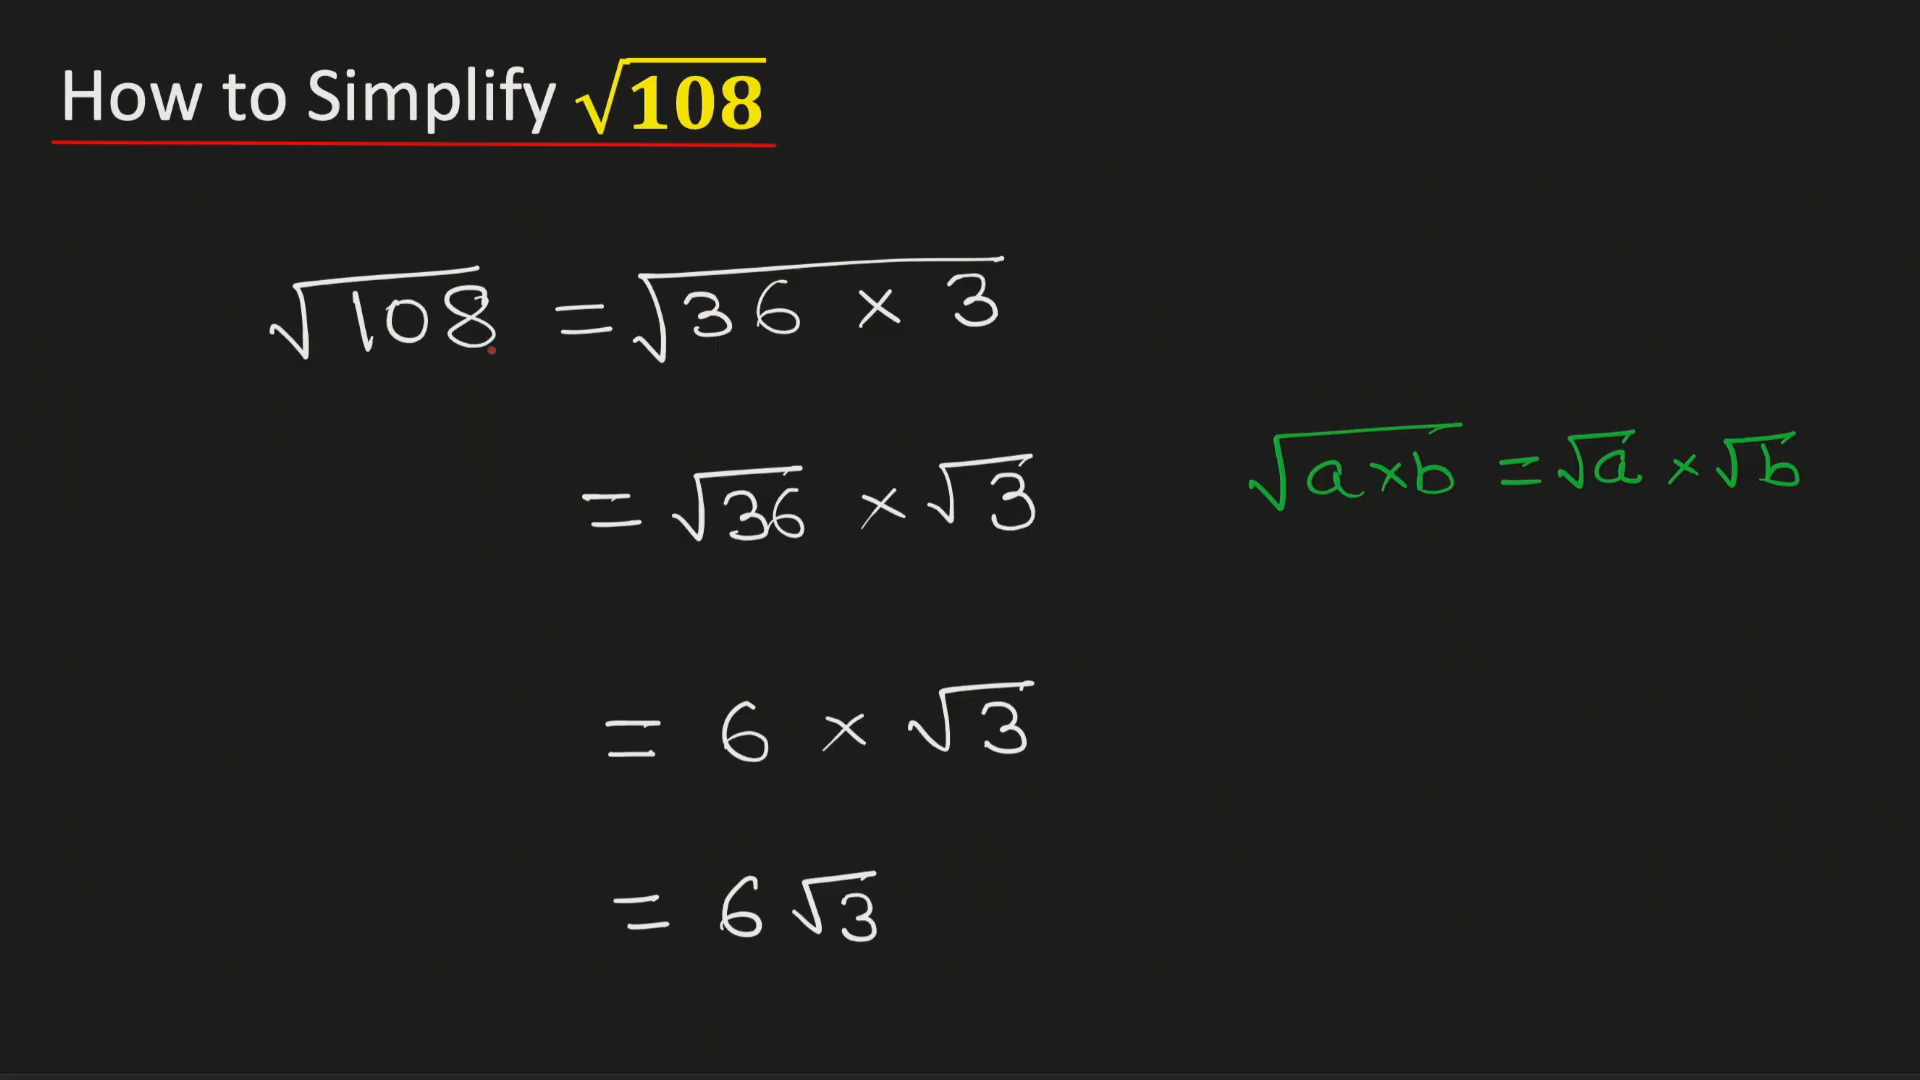 How to Simplify √108
√108 = √36 × 3
= √36 × √3
√a×b = √a × √b
= 6 × √3
= 6√3